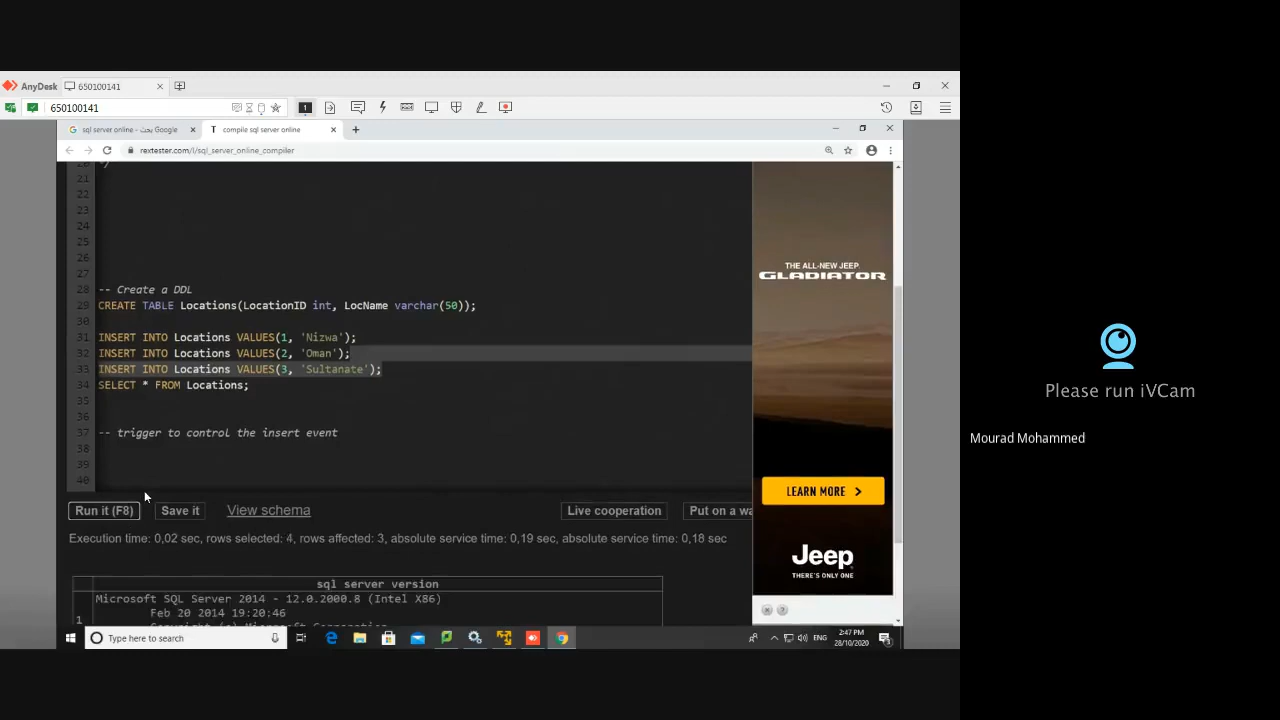 AnyDesk 650100141
650100141 1
sql server online - بحث Google compile sql server online
rextester.com/l/sql_server_online_compiler
21
22
23
24
25
26
27
28 -- Create a DDL
29 CREATE TABLE Locations(LocationID int, LocName varchar(50));
30
31 INSERT INTO Locations VALUES(1, 'Nizwa');
32 INSERT INTO Locations VALUES(2, 'Oman');
33 INSERT INTO Locations VALUES(3, 'Sultanate');
34 SELECT * FROM Locations;
35
36
37 -- trigger to control the insert event
38
39
40
Run it (F8) Save it View schema Live cooperation Put on a wa
Execution time: 0,02 sec, rows selected: 4, rows affected: 3, absolute service time: 0,19 sec, absolute service time: 0,18 sec
sql server version
Microsoft SQL Server 2014 - 12.0.2000.8 (Intel X86)
Feb 20 2014 19:20:46
1
THE ALL-NEW JEEP
GLADIATOR
LEARN MORE >
Jeep
THERE'S ONLY ONE
Type here to search
ENG
2:47 PM
28/10/2020
Please run iVCam
Mourad Mohammed